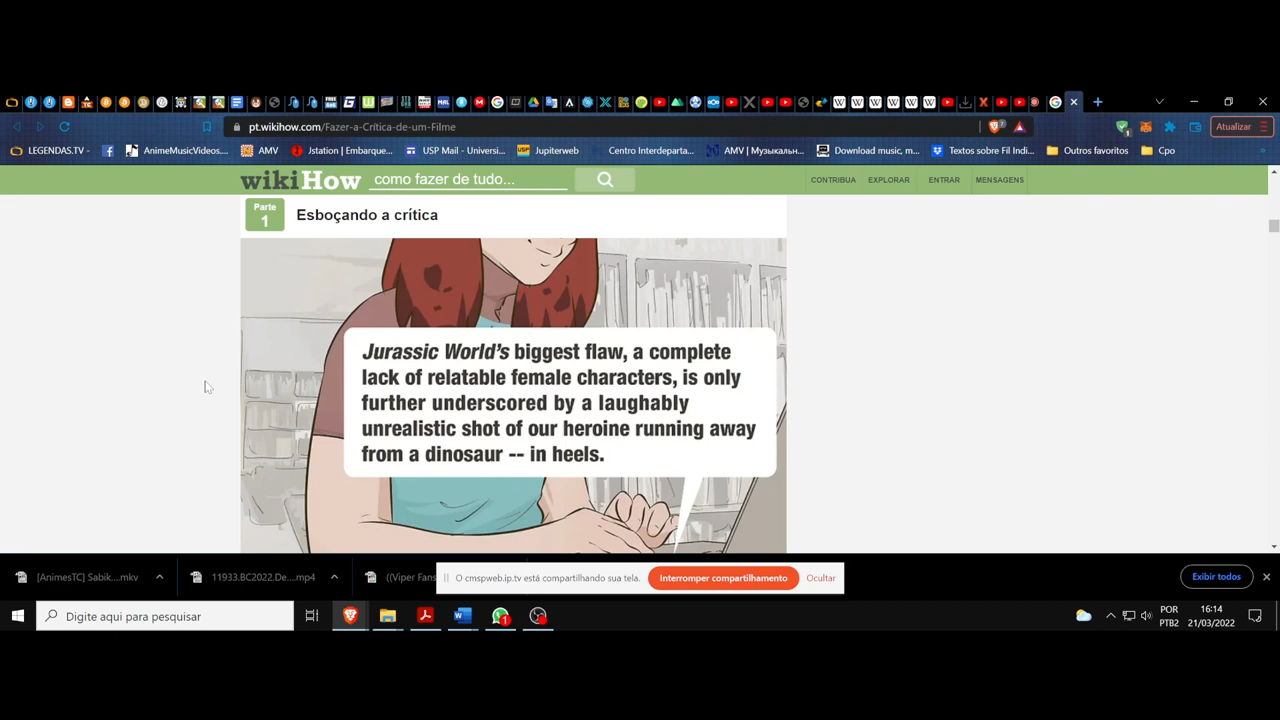 pt.wikihow.com/Fazer-a-Crítica-de-um-Filme
Atualizar
LEGENDAS.TV
AnimeMusicVideos...
AMV
Jstation | Embarque...
USP Mail - Universi...
Jupiterweb
Centro Interdeparta...
AMV | Музыкальн...
Download music, m...
Textos sobre Fil Indi...
Outros favoritos
Cpo
wikiHow
como fazer de tudo...
CONTRIBUA
EXPLORAR
ENTRAR
MENSAGENS
Parte
1
Esboçando a crítica
Jurassic World's biggest flaw, a complete
lack of relatable female characters, is only
further underscored by a laughably
unrealistic shot of our heroine running away
from a dinosaur -- in heels.
[AnimesTC] Sabik....mkv
11933.BC2022.De....mp4
((Viper Fans
O cmspweb.ip.tv está compartilhando sua tela.
Interromper compartilhamento
Ocultar
Exibir todos
Digite aqui para pesquisar
POR
PTB2
16:14
21/03/2022